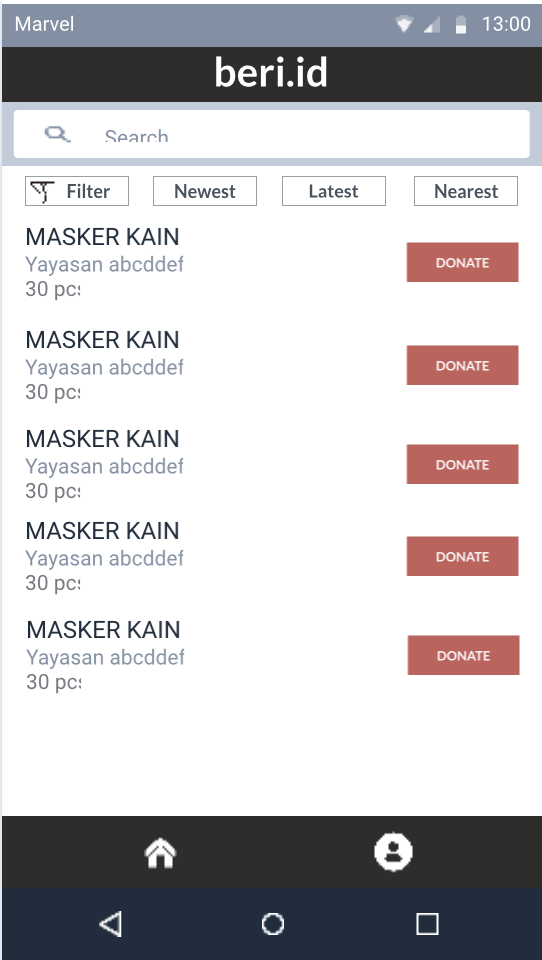 Marvel 13:00
beri.id
Search
Filter Newest Latest Nearest
MASKER KAIN
Yayasan abcddef
30 pcs
DONATE
MASKER KAIN
Yayasan abcddef
30 pcs
DONATE
MASKER KAIN
Yayasan abcddef
30 pcs
DONATE
MASKER KAIN
Yayasan abcddef
30 pcs
DONATE
MASKER KAIN
Yayasan abcddef
30 pcs
DONATE